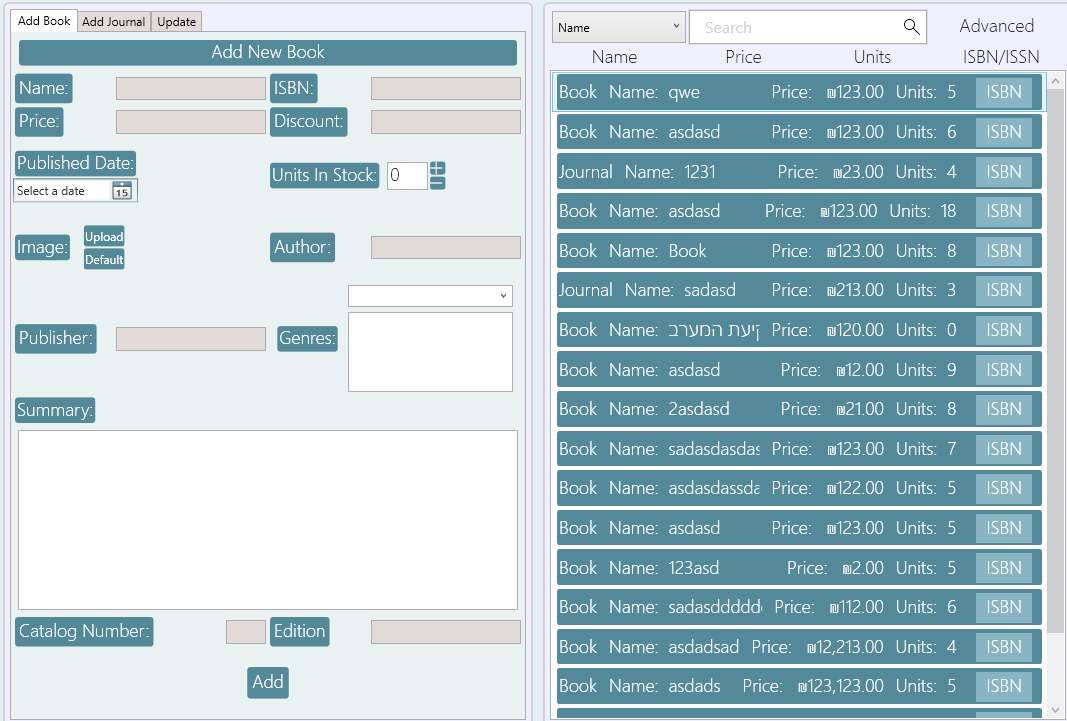 Add Book Add Journal Update
Add New Book
Name: ISBN:
Price: Discount:
Published Date:
Select a date 15
Units In Stock: 0 + −
Image: Upload
Default
Author:
Publisher: Genres:
Summary:
Catalog Number: Edition
Add
Name Search Advanced
Name Price Units ISBN/ISSN
Book Name: qwe Price: ₪123.00 Units: 5 ISBN
Book Name: asdasd Price: ₪123.00 Units: 6 ISBN
Journal Name: 1231 Price: ₪23.00 Units: 4 ISBN
Book Name: asdasd Price: ₪123.00 Units: 18 ISBN
Book Name: Book Price: ₪123.00 Units: 8 ISBN
Journal Name: sadasd Price: ₪213.00 Units: 3 ISBN
Book Name: קיעת המערב Price: ₪120.00 Units: 0 ISBN
Book Name: asdasd Price: ₪12.00 Units: 9 ISBN
Book Name: 2asdasd Price: ₪21.00 Units: 8 ISBN
Book Name: sadasdasdas Price: ₪123.00 Units: 7 ISBN
Book Name: asdasdassda Price: ₪122.00 Units: 5 ISBN
Book Name: asdasd Price: ₪123.00 Units: 5 ISBN
Book Name: 123asd Price: ₪2.00 Units: 5 ISBN
Book Name: sadasddddd Price: ₪112.00 Units: 6 ISBN
Book Name: asdadsad Price: ₪12,213.00 Units: 4 ISBN
Book Name: asdads Price: ₪123,123.00 Units: 5 ISBN